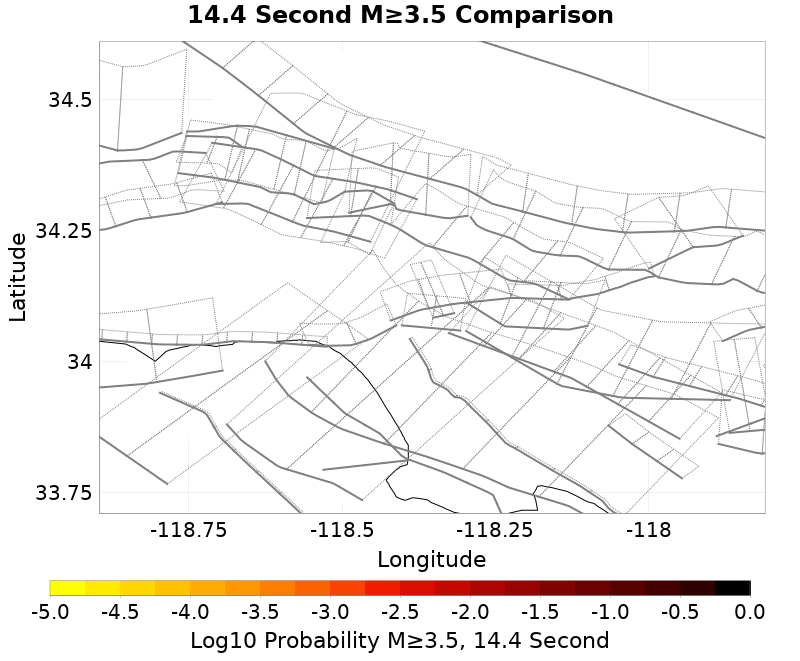 14.4 Second M≥3.5 Comparison
34.5
34.25
34
33.75
Latitude
-118.75
-118.5
-118.25
-118
Longitude
-5.0 -4.5 -4.0 -3.5 -3.0 -2.5 -2.0 -1.5 -1.0 -0.5 0.0
Log10 Probability M≥3.5, 14.4 Second